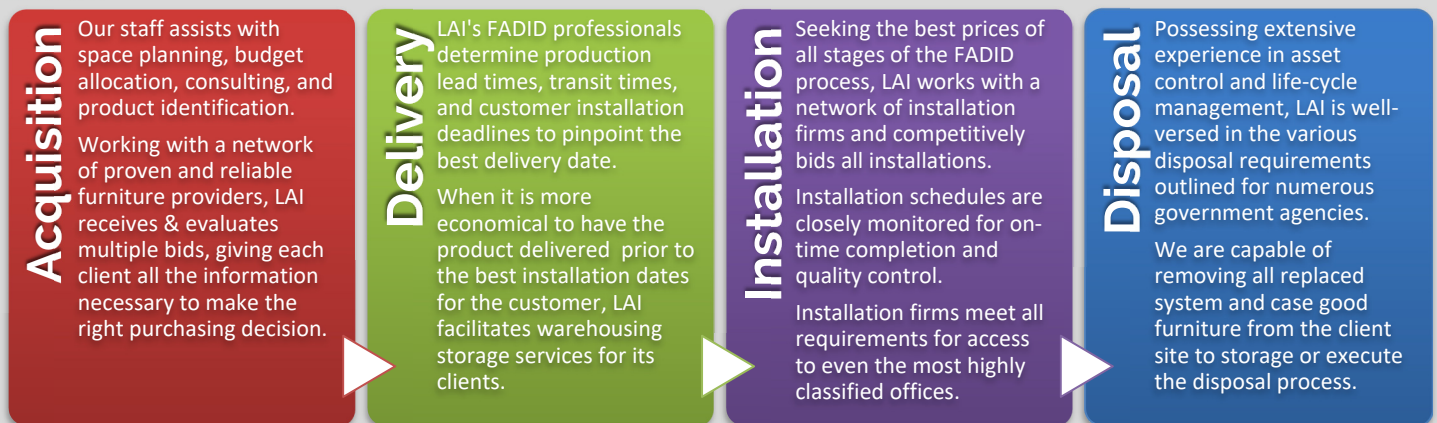 Acquisition
Our staff assists with
space planning, budget
allocation, consulting, and
product identification.
Working with a network
of proven and reliable
furniture providers, LAI
receives & evaluates
multiple bids, giving each
client all the information
necessary to make the
right purchasing decision.
Delivery
LAI's FADID professionals
determine production
lead times, transit times,
and customer installation
deadlines to pinpoint the
best delivery date.
When it is more
economical to have the
product delivered prior to
the best installation dates
for the customer, LAI
facilitates warehousing
storage services for its
clients.
Installation
Seeking the best prices of
all stages of the FADID
process, LAI works with a
network of installation
firms and competitively
bids all installations.
Installation schedules are
closely monitored for on-
time completion and
quality control.
Installation firms meet all
requirements for access
to even the most highly
classified offices.
Disposal
Possessing extensive
experience in asset
control and life-cycle
management, LAI is well-
versed in the various
disposal requirements
outlined for numerous
government agencies.
We are capable of
removing all replaced
system and case good
furniture from the client
site to storage or execute
the disposal process.